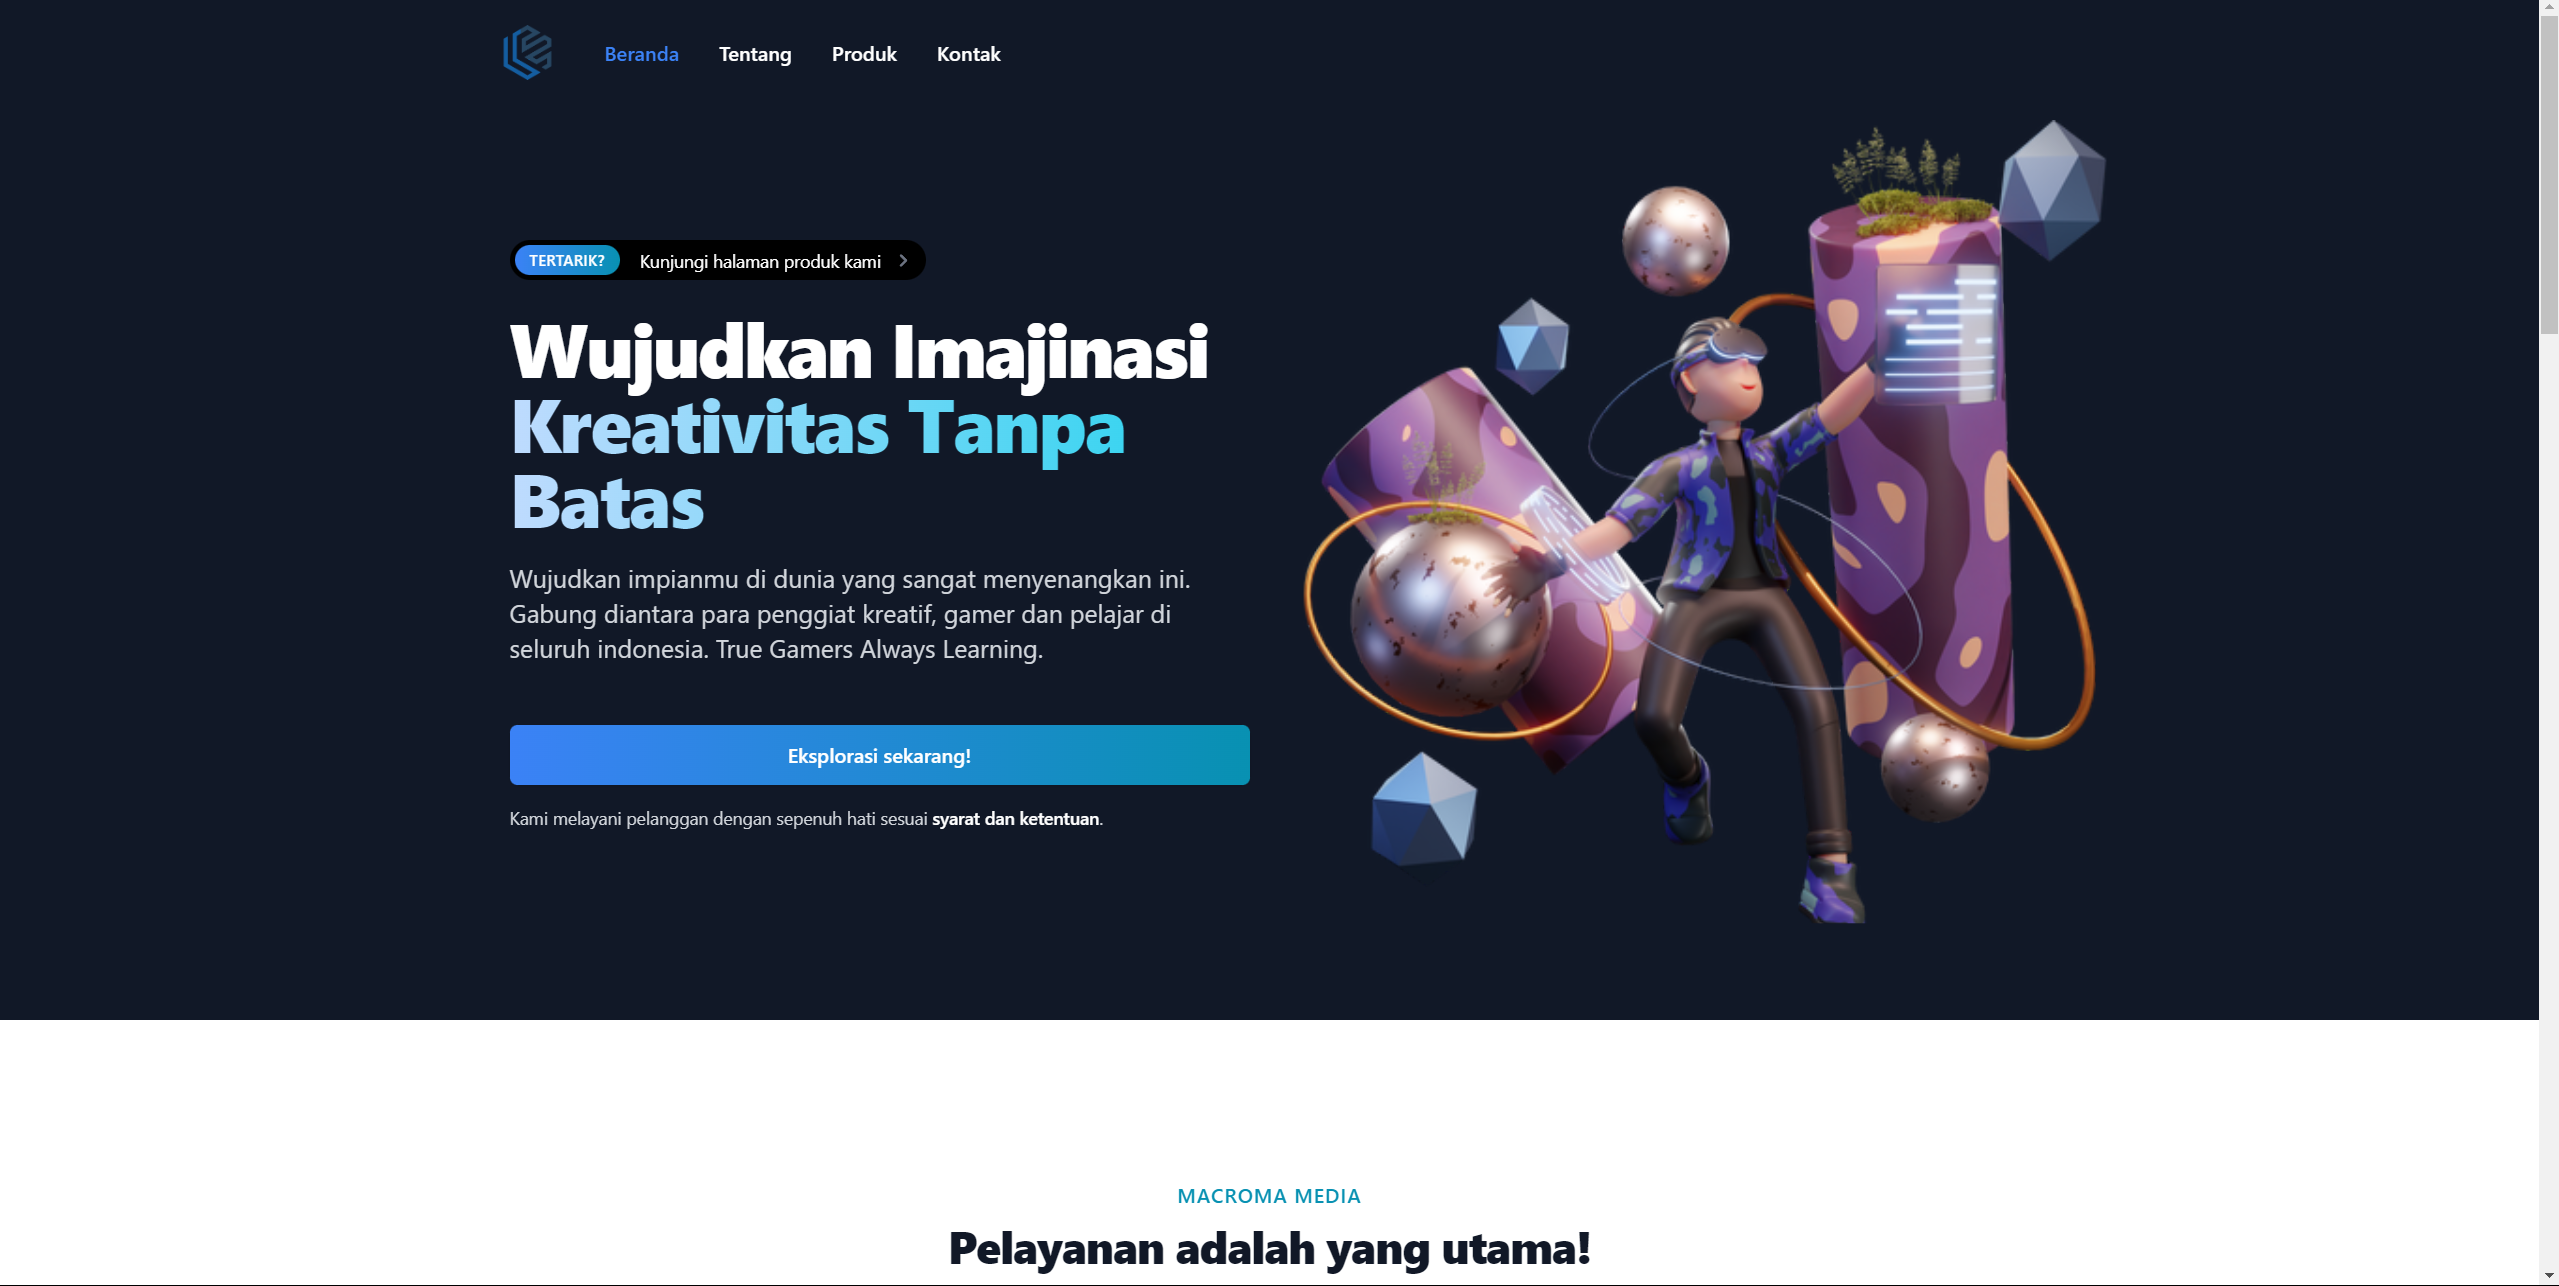 Beranda Tentang Produk Kontak
TERTARIK? Kunjungi halaman produk kami
Wujudkan Imajinasi
Kreativitas Tanpa
Batas
Wujudkan impianmu di dunia yang sangat menyenangkan ini.
Gabung diantara para penggiat kreatif, gamer dan pelajar di
seluruh indonesia. True Gamers Always Learning.
Eksplorasi sekarang!
Kami melayani pelanggan dengan sepenuh hati sesuai syarat dan ketentuan.
MACROMA MEDIA
Pelayanan adalah yang utama!